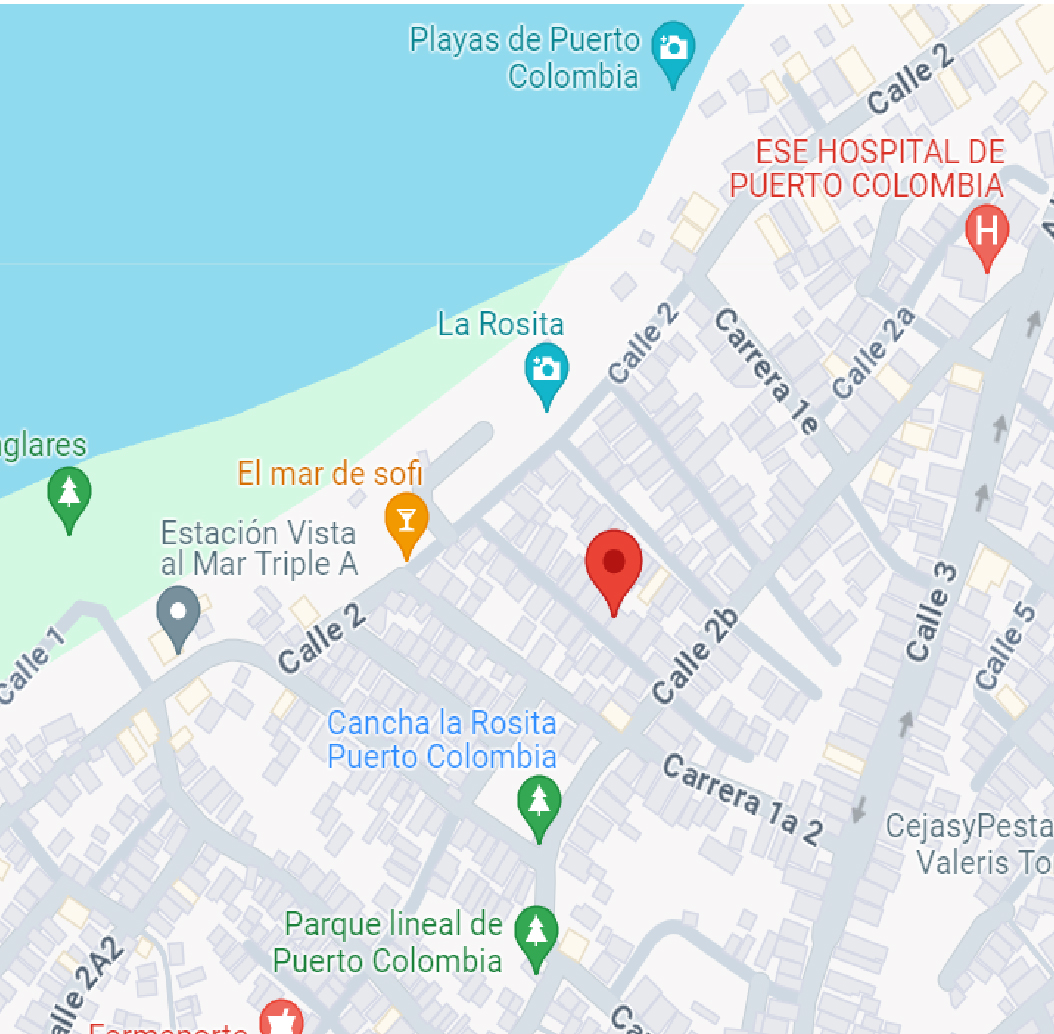 Playas de Puerto
Colombia
Calle 2
ESE HOSPITAL DE
PUERTO COLOMBIA
H
La Rosita
Calle 2
Carrera 1e
Calle 2a
glares
El mar de sofi
Estación Vista
al Mar Triple A
Calle 1
Calle 2
Calle 2b
Calle 3
Calle 5
Cancha la Rosita
Puerto Colombia
Carrera 1a 2
CejasyPesta
Valeris To
Parque lineal de
Puerto Colombia
alle 2A2
Ca